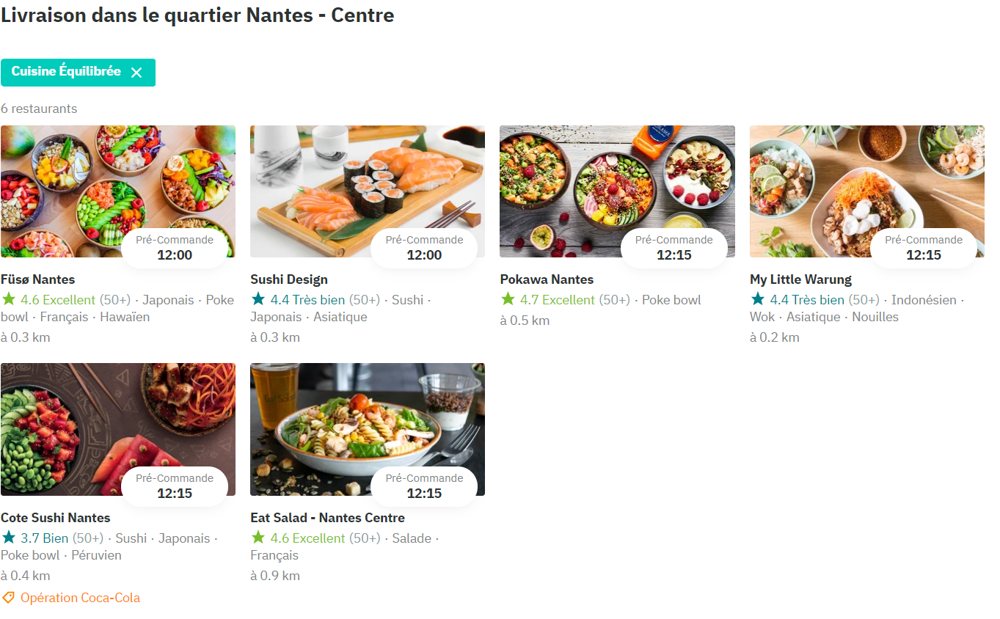 Livraison dans le quartier Nantes - Centre
Cuisine Équilibrée
6 restaurants
Pré-Commande
12:00
Pré-Commande
12:00
Pré-Commande
12:15
Pré-Commande
12:15
Füsø Nantes
4.6 Excellent (50+) · Japonais · Poke
bowl · Français · Hawaïen
à 0.3 km
Sushi Design
4.4 Très bien (50+) · Sushi ·
Japonais · Asiatique
à 0.3 km
Pokawa Nantes
4.7 Excellent (50+) · Poke bowl
à 0.5 km
My Little Warung
4.4 Très bien (50+) · Indonésien ·
Wok · Asiatique · Nouilles
à 0.2 km
Pré-Commande
12:15
Pré-Commande
12:15
Cote Sushi Nantes
3.7 Bien (50+) · Sushi · Japonais ·
Poke bowl · Péruvien
à 0.4 km
Opération Coca-Cola
Eat Salad - Nantes Centre
4.6 Excellent (50+) · Salade ·
Français
à 0.9 km